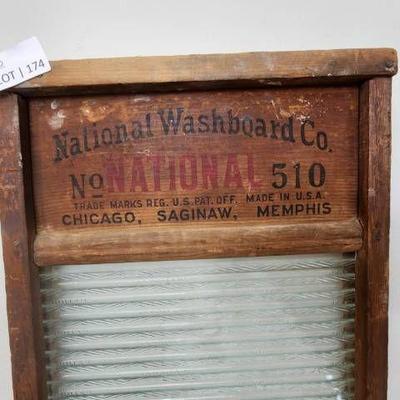 LOT | 174
National Washboard Co.
No NATIONAL 510
TRADE MARKS REG. U.S. PAT. OFF. MADE IN U.S.A.
CHICAGO, SAGINAW, MEMPHIS